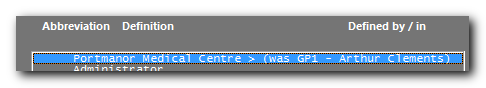 Abbreviation Definition Defined by / in
Portmanor Medical Centre > (was GP1 - Arthur Clements)
Administrator